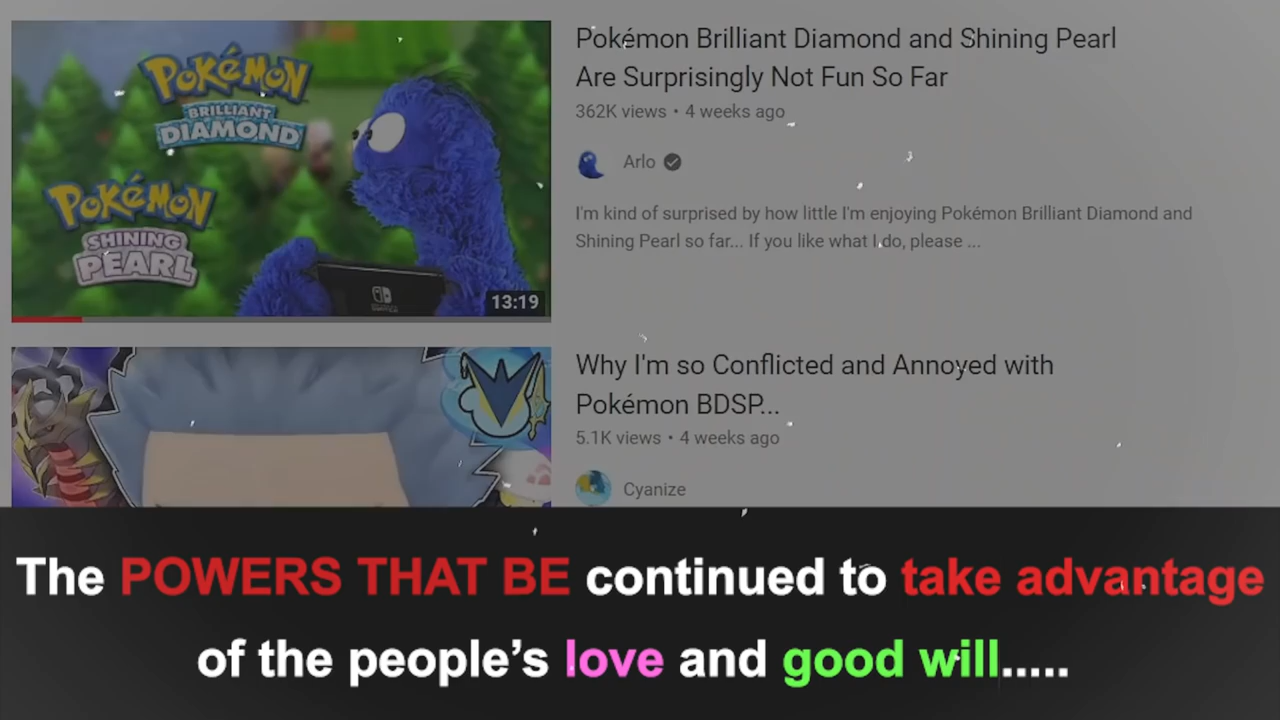 POKÉMON
BRILLIANT
DIAMOND
POKÉMON
SHINING
PEARL
13:19
Pokémon Brilliant Diamond and Shining Pearl
Are Surprisingly Not Fun So Far
362K views • 4 weeks ago
Arlo
I'm kind of surprised by how little I'm enjoying Pokémon Brilliant Diamond and
Shining Pearl so far... If you like what I do, please ...
Why I'm so Conflicted and Annoyed with
Pokémon BDSP...
5.1K views • 4 weeks ago
Cyanize
The POWERS THAT BE continued to take advantage
of the people’s love and good will.....